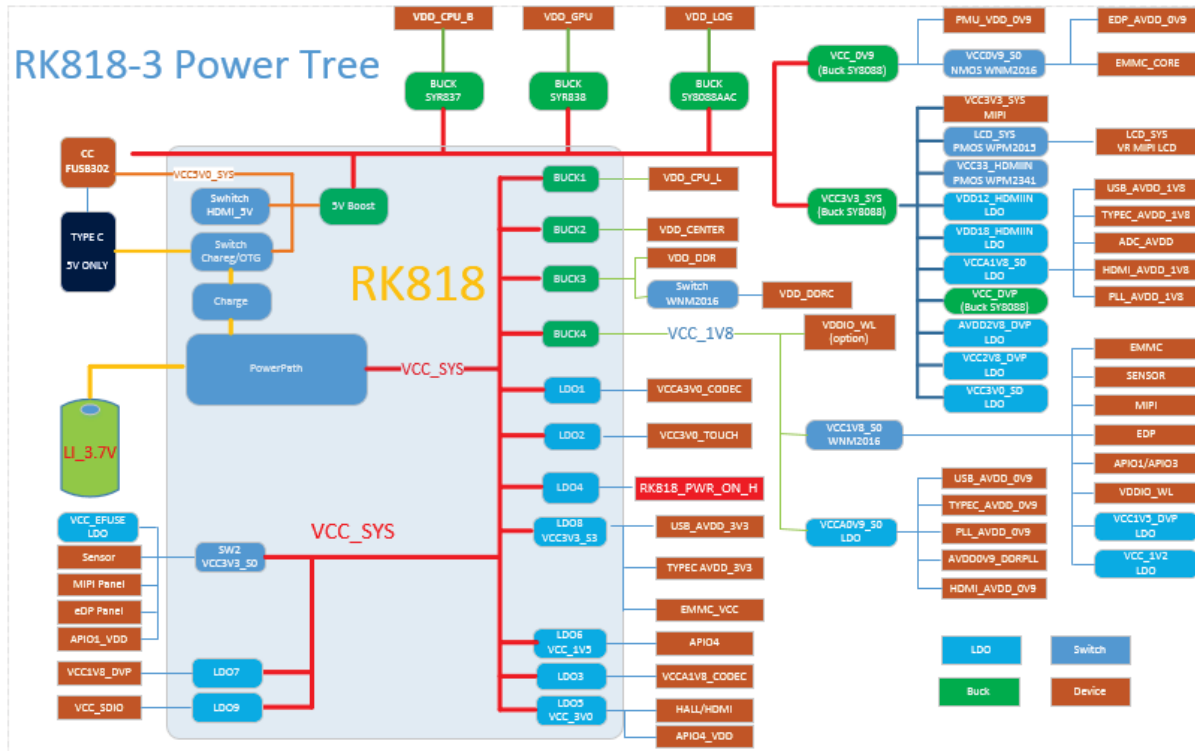 RK818-3 Power Tree
VDD_CPU_B
VDD_GPU
VDD_LOG
BUCK
SYR837
BUCK
SYR838
BUCK
SY8088AAC
VCC_0V9
(Buck SY8088)
PMU_VDD_0V9
VCC0V9_S0
NMOS WNM2016
EDP_AVDD_0V9
EMMC_CORE
VCC3V3_SYS
MIPI
LCD_SYS
PMOS WPM2015
LCD_SYS
VR MIPI LCD
VCC33_HDMIIN
PMOS WPM2341
VCC3V3_SYS
(Buck SY8088)
VDD12_HDMIIN
LDO
VDD18_HDMIIN
LDO
VCCA1V8_S0
LDO
VCC_DVP
(Buck SY8088)
AVDD2V8_DVP
LDO
VCC2V8_DVP
LDO
VCC3V0_SD
LDO
USB_AVDD_1V8
TYPEC_AVDD_1V8
ADC_AVDD
HDMI_AVDD_1V8
PLL_AVDD_1V8
CC
FUSB302
VCC5V0_SYS
TYPE C
5V ONLY
Swhitch
HDMI_5V
5V Boost
Switch
Chareg/OTG
Charge
RK818
PowerPath
VCC_SYS
LI_3.7V
BUCK1
VDD_CPU_L
BUCK2
VDD_CENTER
BUCK3
VDD_DDR
Switch
WNM2016
VDD_DDRC
BUCK4
VCC_1V8
VDDIO_WL
(option)
LDO1
VCCA3V0_CODEC
LDO2
VCC3V0_TOUCH
LDO4
RK818_PWR_ON_H
LDO8
VCC3V3_S3
USB_AVDD_3V3
TYPEC AVDD_3V3
EMMC_VCC
LDO6
VCC_1V5
APIO4
LDO3
VCCA1V8_CODEC
LDO5
VCC_3V0
HALL/HDMI
APIO4_VDD
VCC_SYS
VCC_EFUSE
LDO
Sensor
MIPI Panel
eDP Panel
APIO1_VDD
SW2
VCC3V3_S0
VCC1V8_DVP
LDO7
VCC_SDIO
LDO9
VCC1V8_S0
WNM2016
EMMC
SENSOR
MIPI
EDP
APIO1/APIO3
VDDIO_WL
VCC1V5_DVP
LDO
VCC_1V2
LDO
VCCA0V9_S0
LDO
USB_AVDD_0V9
TYPEC_AVDD_0V9
PLL_AVDD_0V9
AVDD0V9_DDRPLL
HDMI_AVDD_0V9
LDO
Switch
Buck
Device